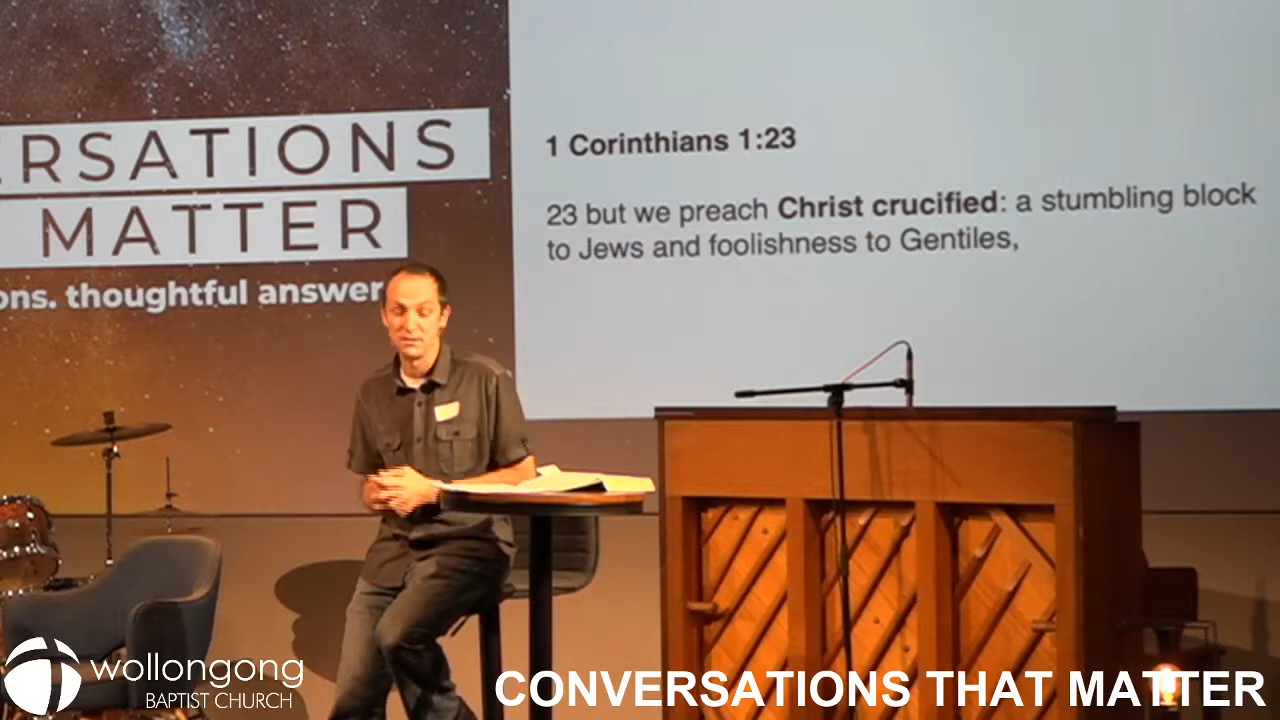 ERSATIONS
MATTER
ons. thoughtful answer
1 Corinthians 1:23
23 but we preach Christ crucified: a stumbling block
to Jews and foolishness to Gentiles,
wollongong
BAPTIST CHURCH
CONVERSATIONS THAT MATTER